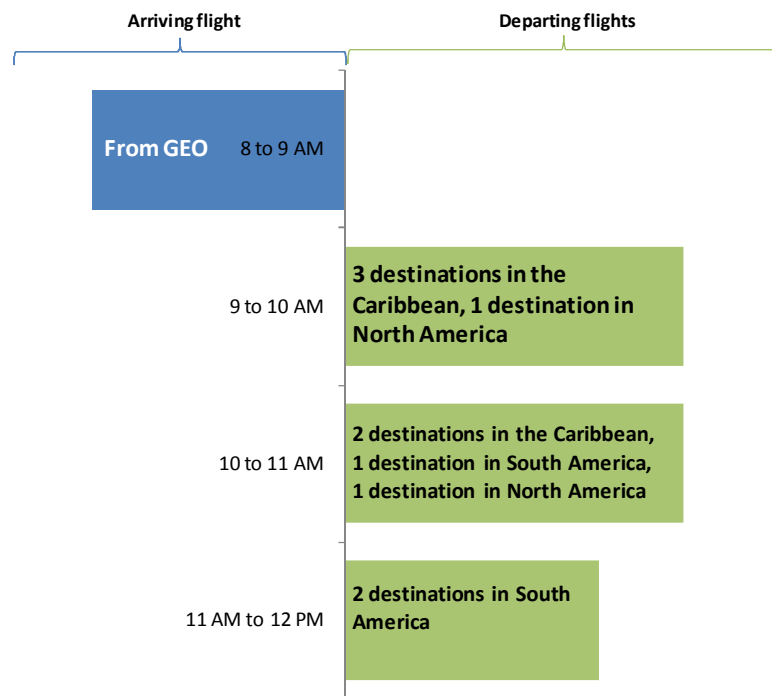 Arriving flight
Departing flights
From GEO
8 to 9 AM
9 to 10 AM
3 destinations in the
Caribbean, 1 destination in
North America
10 to 11 AM
2 destinations in the Caribbean,
1 destination in South America,
1 destination in North America
11 AM to 12 PM
2 destinations in South
America